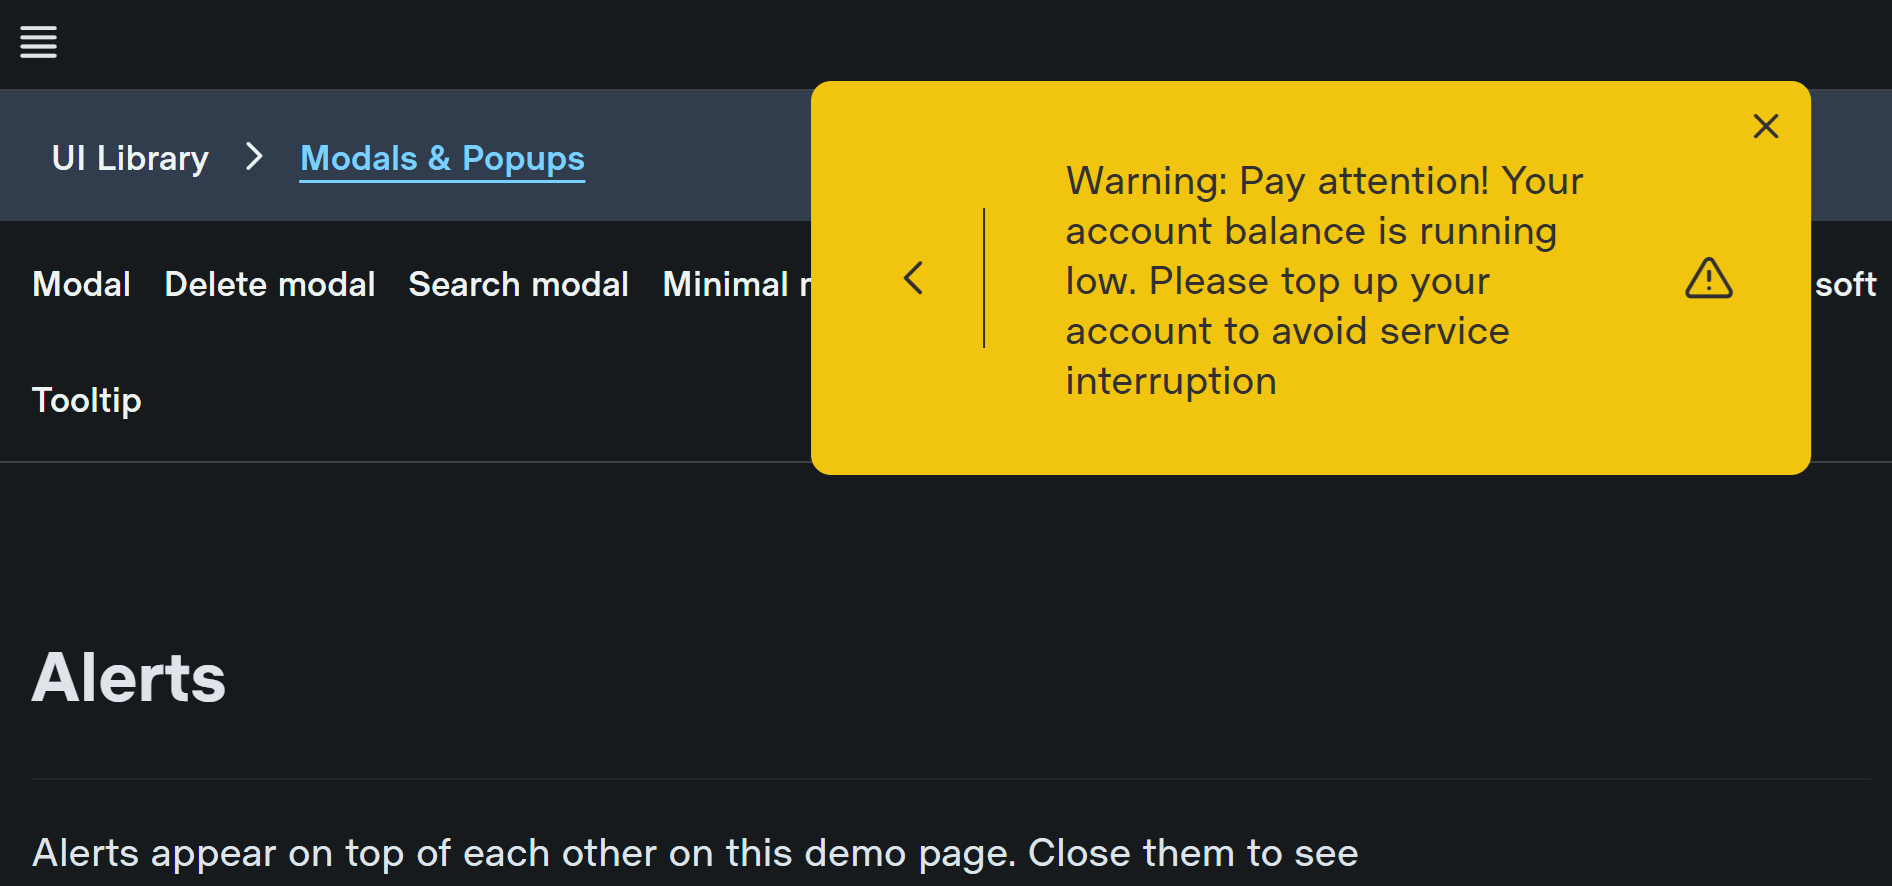 UI Library
Modals & Popups
Warning: Pay attention! Your
account balance is running
low. Please top up your
account to avoid service
interruption
Modal
Delete modal
Search modal
Minimal
soft
Tooltip
Alerts
Alerts appear on top of each other on this demo page. Close them to see